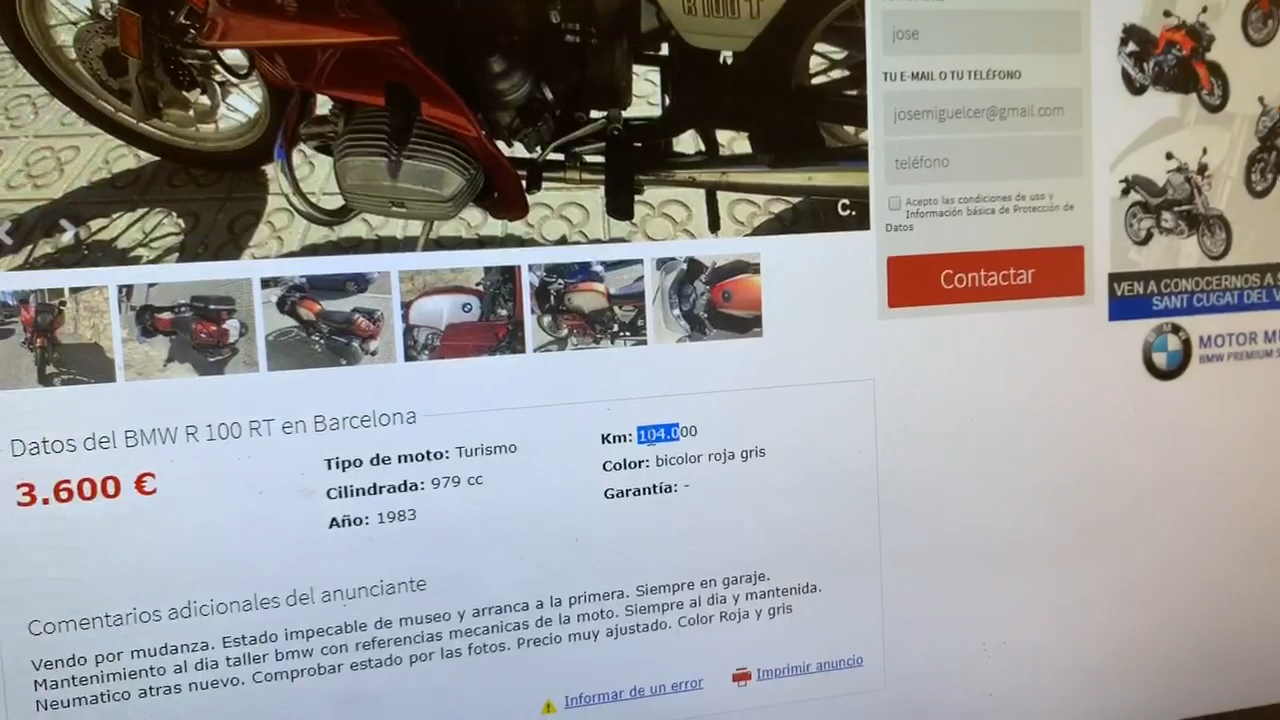 R100T
jose
TU E-MAIL O TU TELÉFONO
josemiguelcer@gmail.com
teléfono
Acepto las condiciones de uso y
Información básica de Protección de
Datos
Contactar
C.
VEN A CONOCERNOS A
SANT CUGAT DEL
BMW
MOTOR
BMW PREMIUM
Datos del BMW R 100 RT en Barcelona
3.600 €
Tipo de moto: Turismo
Cilindrada: 979 cc
Año: 1983
Km: 104.000
Color: bicolor roja gris
Garantía: -
Comentarios adicionales del anunciante
Vendo por mudanza. Estado impecable de museo y arranca a la primera. Siempre en garaje.
Mantenimiento al dia taller bmw con referencias mecanicas de la moto. Siempre al dia y mantenida.
Neumatico atras nuevo. Comprobar estado por las fotos. Precio muy ajustado. Color Roja y gris
Informar de un error
Imprimir anuncio